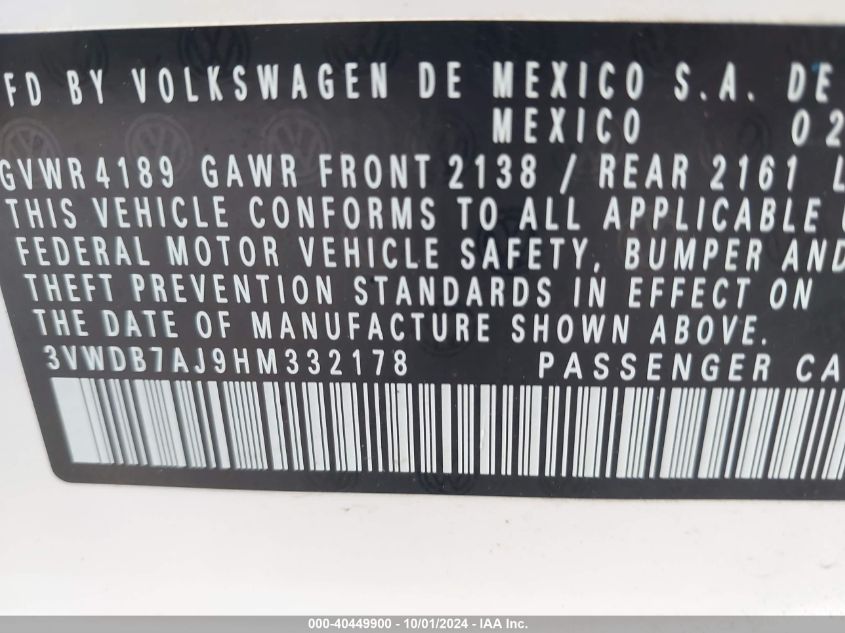 FD BY VOLKSWAGEN DE MEXICO S.A. DE
MEXICO 02
GVWR 4189 GAWR FRONT 2138 / REAR 2161 L
THIS VEHICLE CONFORMS TO ALL APPLICABLE
FEDERAL MOTOR VEHICLE SAFETY, BUMPER AND
THEFT PREVENTION STANDARDS IN EFFECT ON
THE DATE OF MANUFACTURE SHOWN ABOVE.
3VWDB7AJ9HM332178 PASSENGER CA
000-40449900 - 10/01/2024 - IAA Inc.